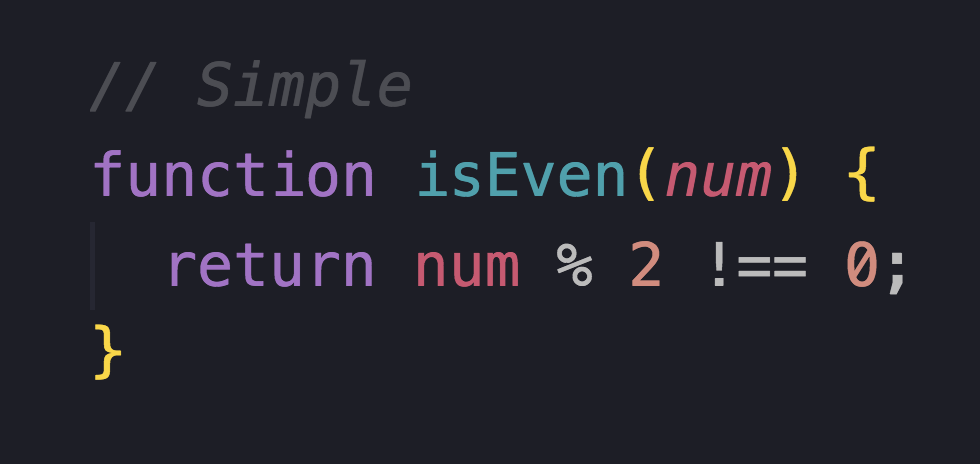 // Simple
function isEven(num) {
  return num % 2 !== 0;
}